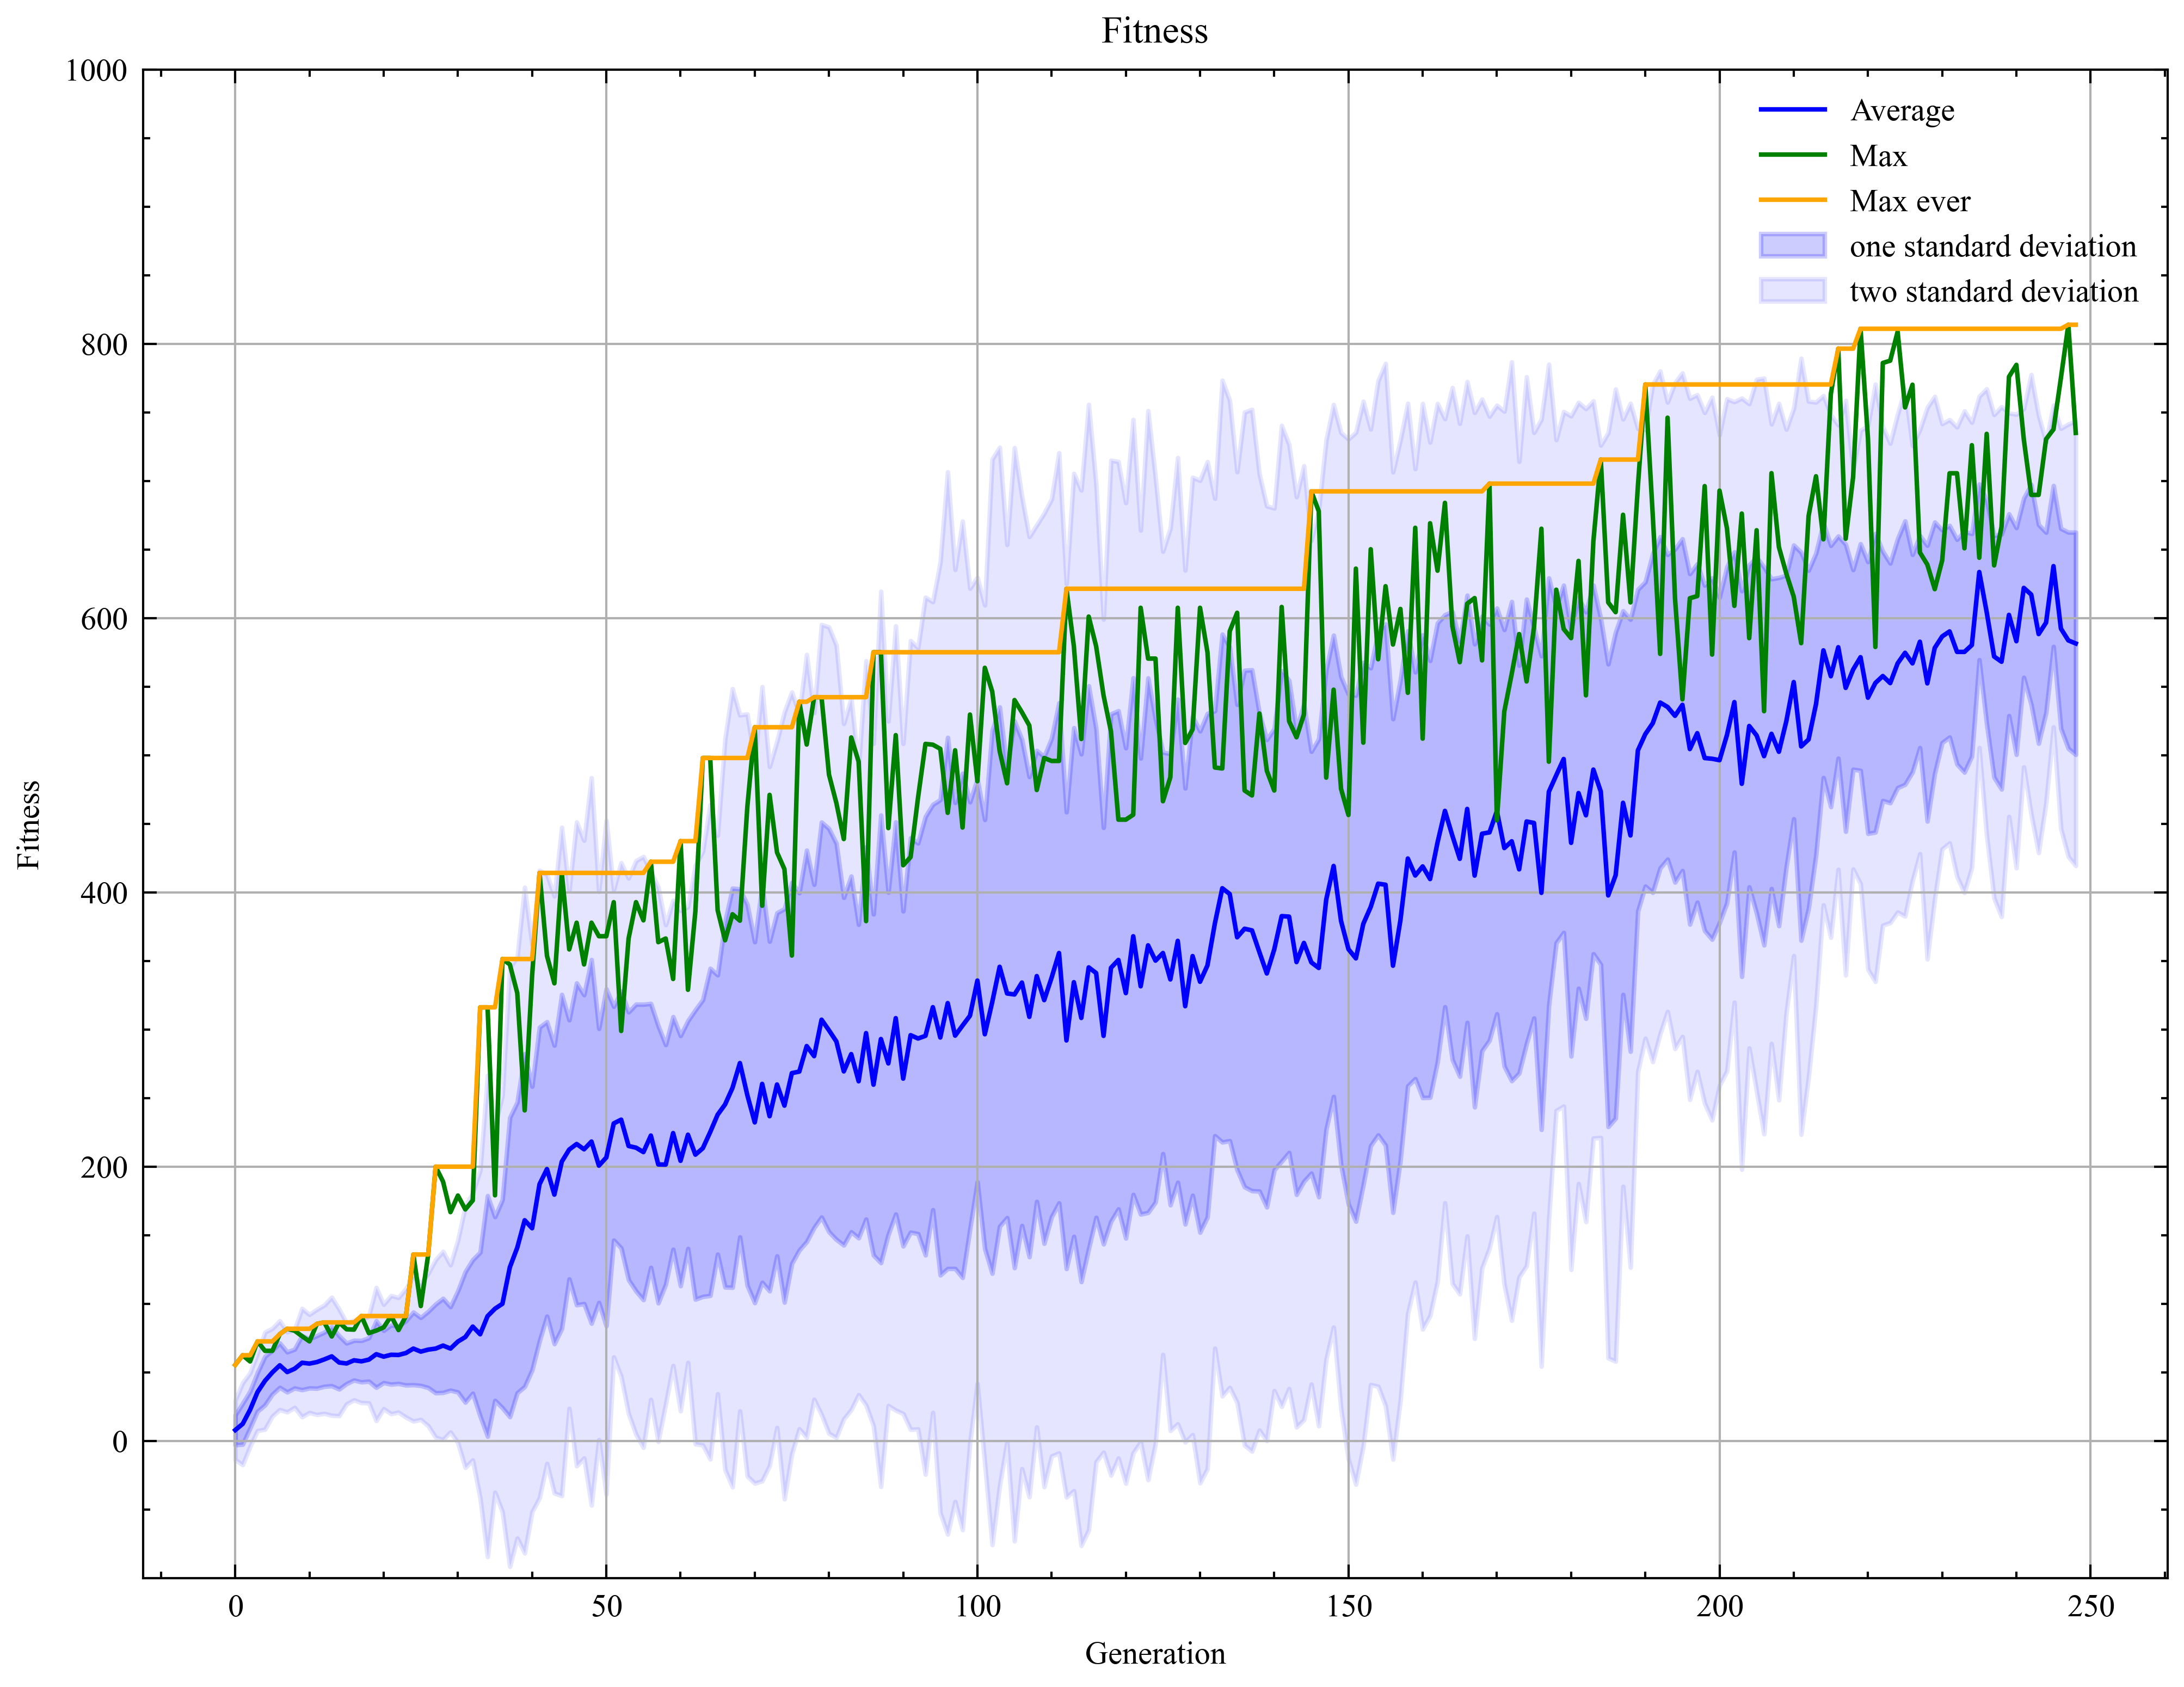 Fitness
1000
800
600
400
200
0
Fitness
Average
Max
Max ever
one standard deviation
two standard deviation
0 50 100 150 200 250
Generation